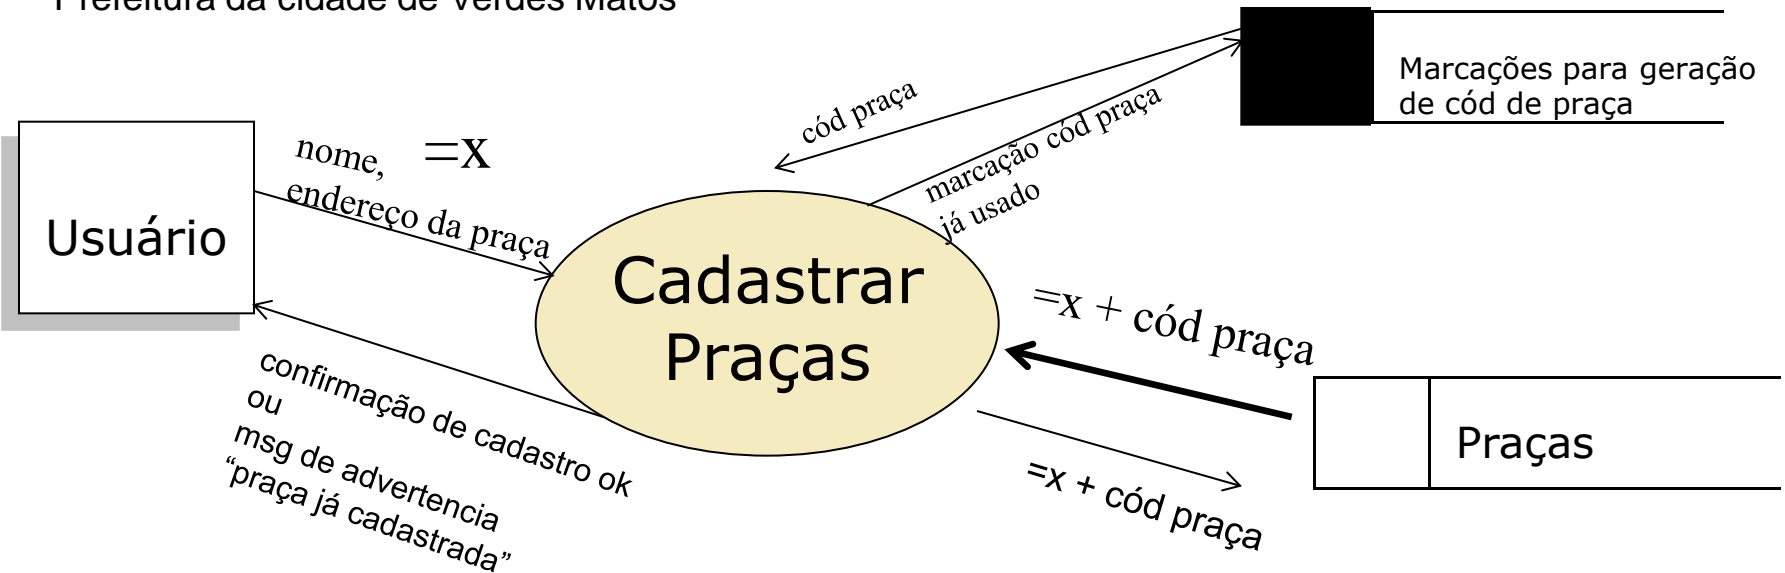 Prefeitura da cidade de Verdes Matos
Marcações para geração
de cód de praça
cód praça
marcação cód praça
já usado
nome, =x
endereço da praça
Usuário
Cadastrar
Praças
=x + cód praça
Praças
=x + cód praça
confirmação de cadastro ok
ou
msg de advertencia
“praça já cadastrada”